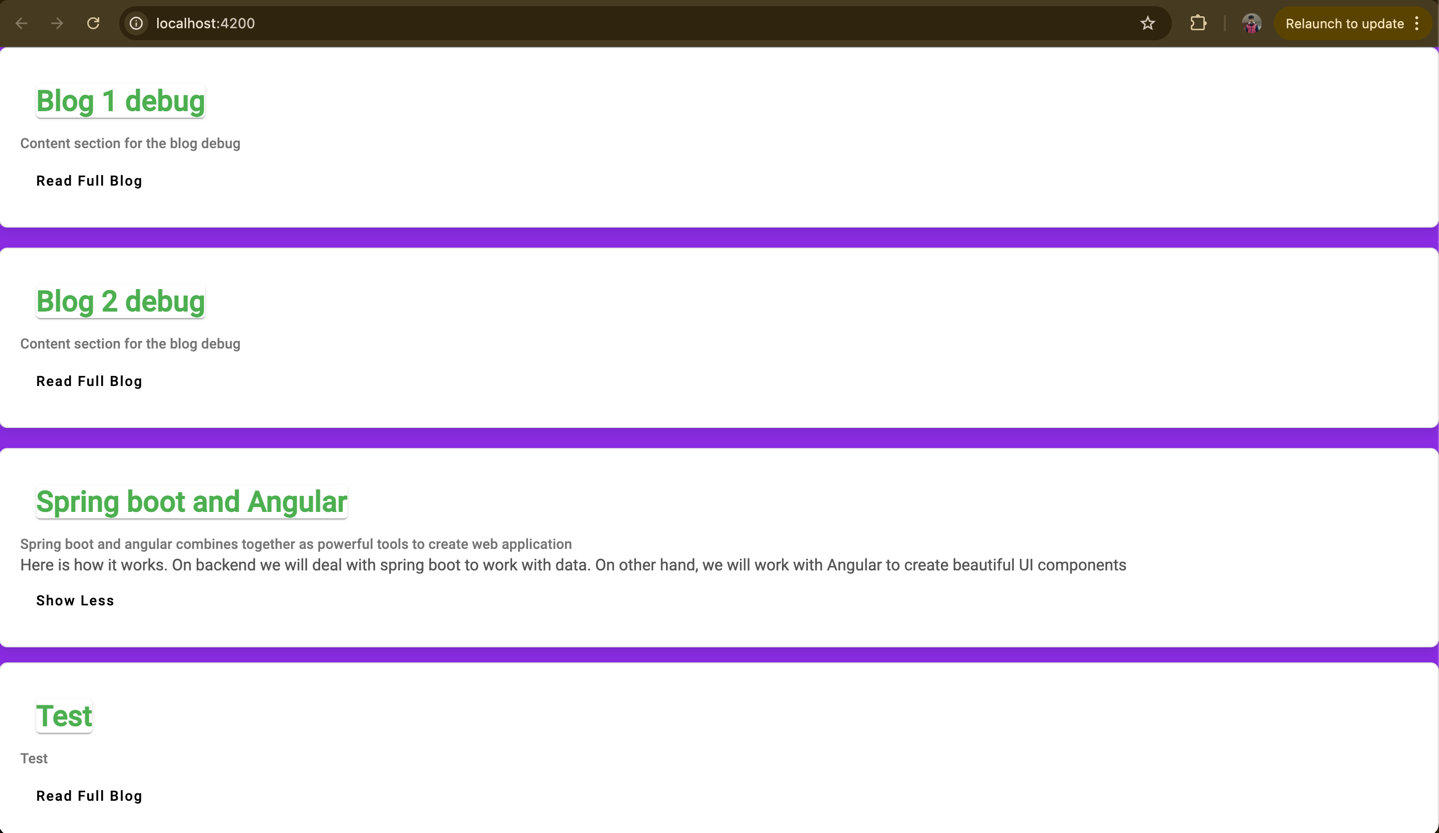 localhost:4200
Relaunch to update
Blog 1 debug
Content section for the blog debug
Read Full Blog
Blog 2 debug
Content section for the blog debug
Read Full Blog
Spring boot and Angular
Spring boot and angular combines together as powerful tools to create web application
Here is how it works. On backend we will deal with spring boot to work with data. On other hand, we will work with Angular to create beautiful UI components
Show Less
Test
Test
Read Full Blog